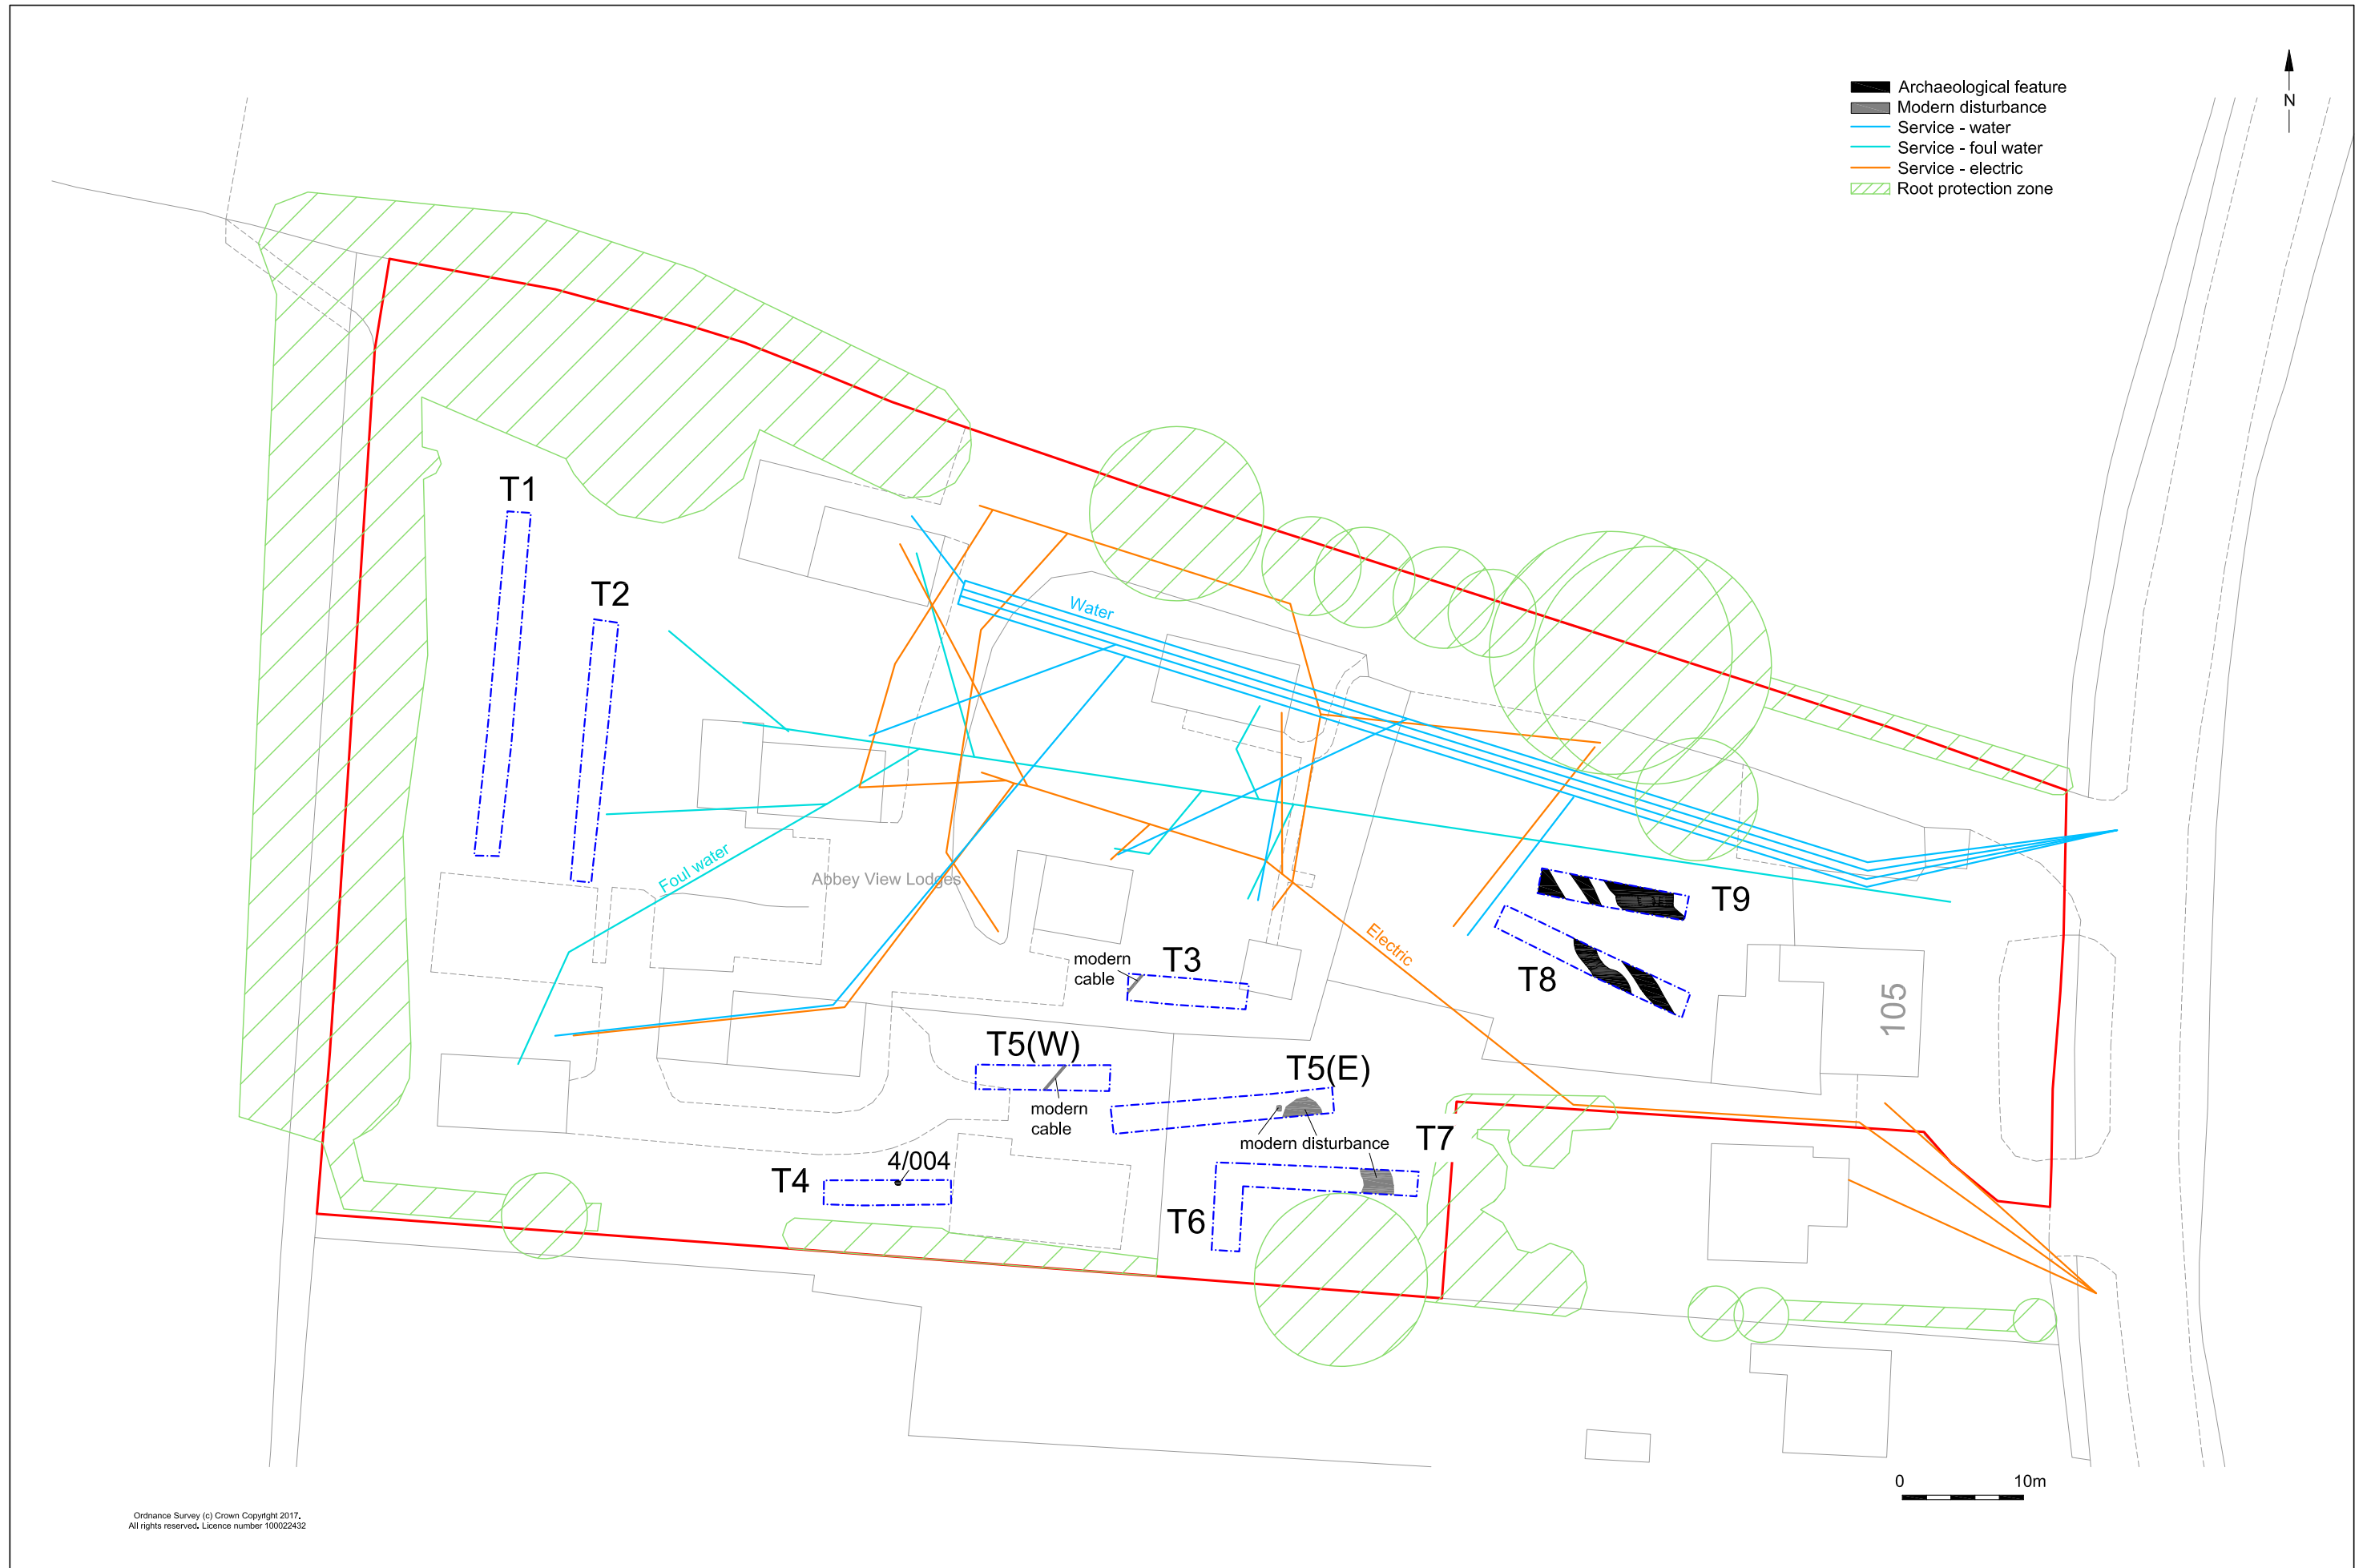 Archaeological feature
Modern disturbance
Service - water
Service - foul water
Service - electric
Root protection zone
N
T1
T2
Water
Foul water
Abbey View Lodges
Electric
T9
T8
105
T3
modern
cable
T5(W)
modern
cable
T5(E)
modern disturbance
T7
4/004
T4
T6
0 10m
Ordnance Survey (c) Crown Copyright 2017.
All rights reserved. Licence number 100022432